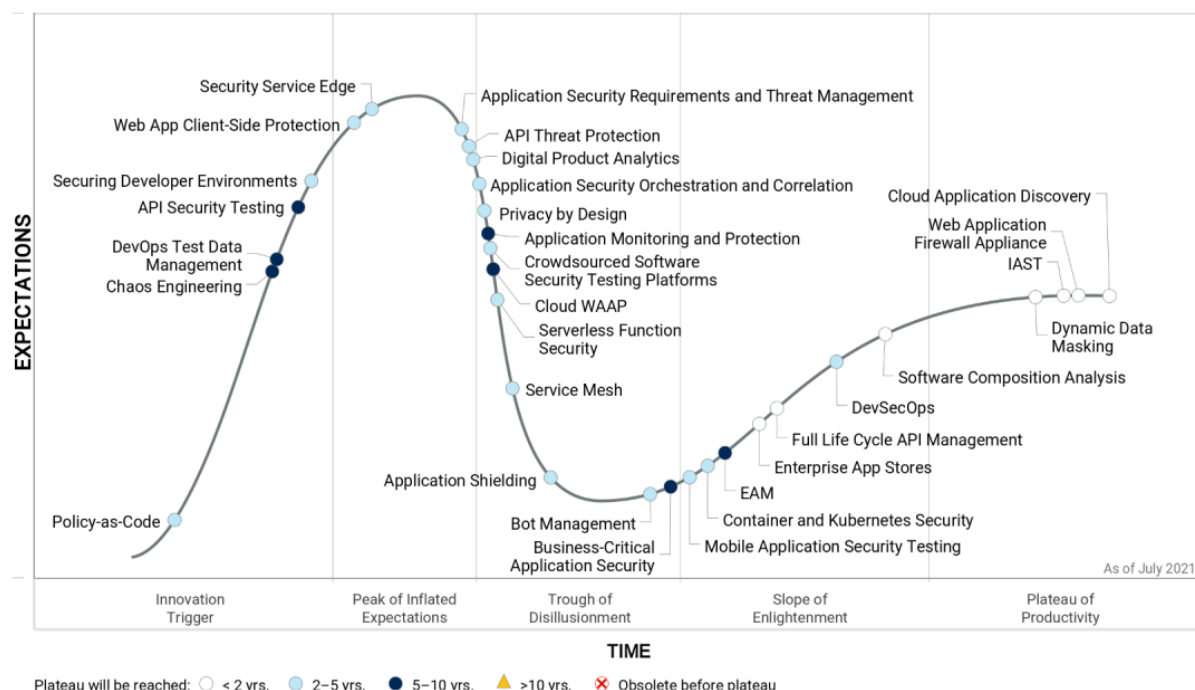 Security Service Edge
Web App Client-Side Protection
Securing Developer Environments
API Security Testing
DevOps Test Data
Management
Chaos Engineering
Policy-as-Code
Application Security Requirements and Threat Management
API Threat Protection
Digital Product Analytics
Application Security Orchestration and Correlation
Privacy by Design
Application Monitoring and Protection
Crowdsourced Software
Security Testing Platforms
Cloud WAAP
Serverless Function
Security
Service Mesh
Application Shielding
Bot Management
Business-Critical
Application Security
Mobile Application Security Testing
Container and Kubernetes Security
EAM
Enterprise App Stores
Full Life Cycle API Management
DevSecOps
Software Composition Analysis
Dynamic Data
Masking
IAST
Web Application
Firewall Appliance
Cloud Application Discovery
EXPECTATIONS
As of July 2021
Innovation
Trigger
Peak of Inflated
Expectations
Trough of
Disillusionment
Slope of
Enlightenment
Plateau of
Productivity
TIME
Plateau will be reached: < 2 yrs. 2–5 yrs. 5–10 yrs. >10 yrs. Obsolete before plateau